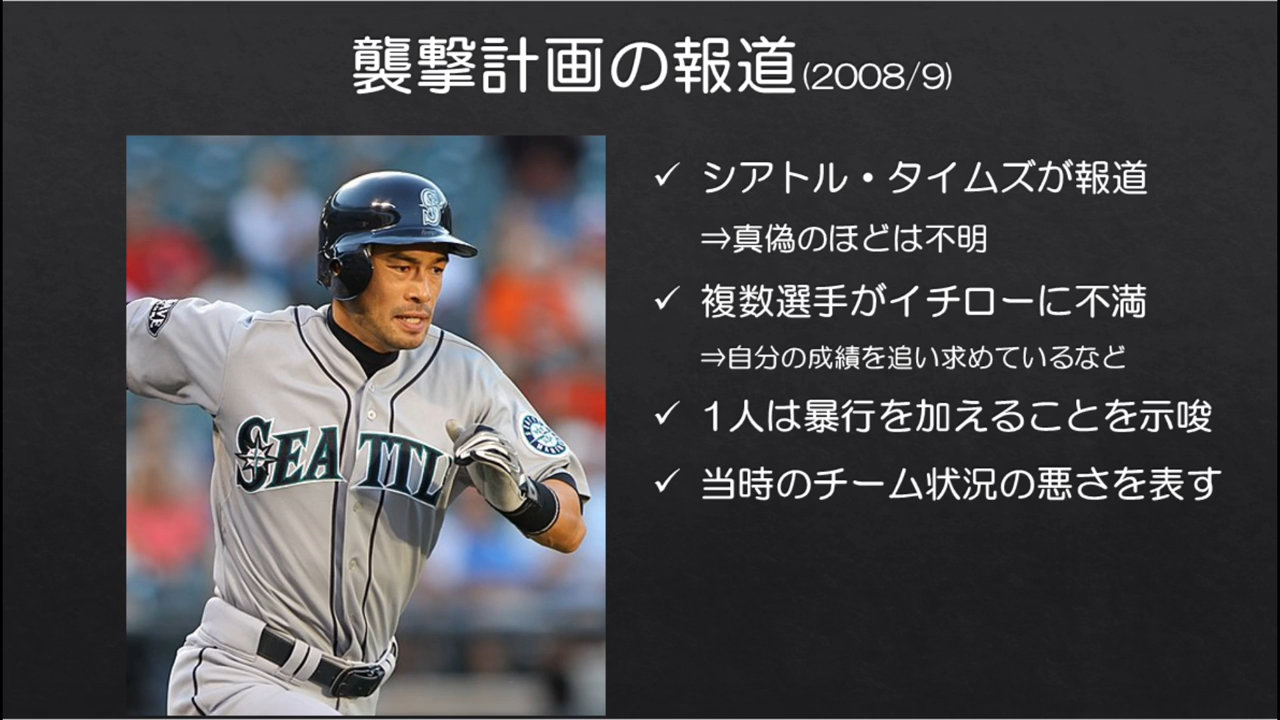 襲撃計画の報道(2008/9)
✓ シアトル・タイムズが報道
⇒真偽のほどは不明
✓ 複数選手がイチローに不満
⇒自分の成績を追い求めているなど
✓ 1人は暴行を加えることを示唆
✓ 当時のチーム状況の悪さを表す
S
SEATTL